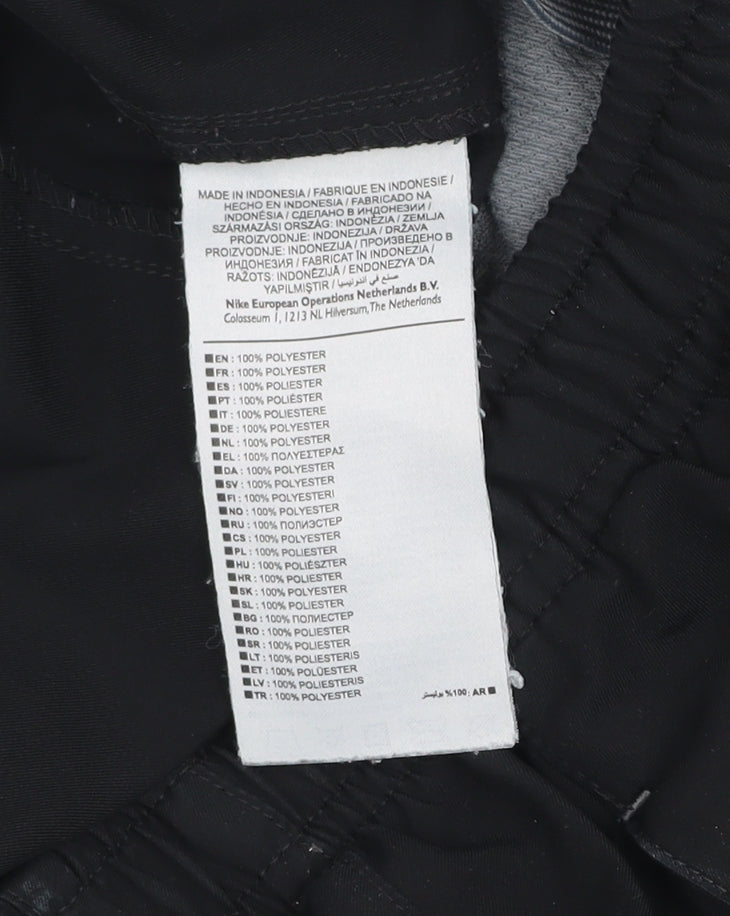 MADE IN INDONESIA / FABRIQUE EN INDONESIE /
HECHO EN INDONESIA / FABRICADO NA
INDONÉSIA / СДЕЛАНО В ИНДОНЕЗИИ /
SZÁRMAZÁSI ORSZÁG: INDONÉZIA / ZEMLJA
PROIZVODNJE: INDONEZIJA / DRŽAVA
PROIZVODNJE: INDONEZIJA / ПРОИЗВЕДЕНО В
ИНДОНЕЗИЯ / FABRICAT ÎN INDONEZIA /
RAŽOTS: INDONĒZIJĀ / ENDONEZYA 'DA
YAPILMIŞTIR / صنع في أندونيسيا
Nike European Operations Netherlands B.V.
Colosseum 1, 1213 NL Hilversum, The Netherlands
EN : 100% POLYESTER
FR : 100% POLYESTER
ES : 100% POLIESTER
PT : 100% POLIÉSTER
IT : 100% POLIESTERE
DE : 100% POLYESTER
NL : 100% POLYESTER
EL : 100% ΠΟΛΥΕΣΤΕΡΑΣ
DA : 100% POLYESTER
SV : 100% POLYESTER
FI : 100% POLYESTERI
NO : 100% POLYESTER
RU : 100% ПОЛИЭСТЕР
CS : 100% POLYESTER
PL : 100% POLIESTER
HU : 100% POLIÉSZTER
HR : 100% POLIESTER
SK : 100% POLYESTER
SL : 100% POLIESTER
BG : 100% ПОЛИЕСТЕР
RO : 100% POLIESTER
SR : 100% POLIESTER
LT : 100% POLIESTERIS
ET : 100% POLÜESTER
LV : 100% POLIESTERIS
TR : 100% POLYESTER
AR : 100% بوليستر